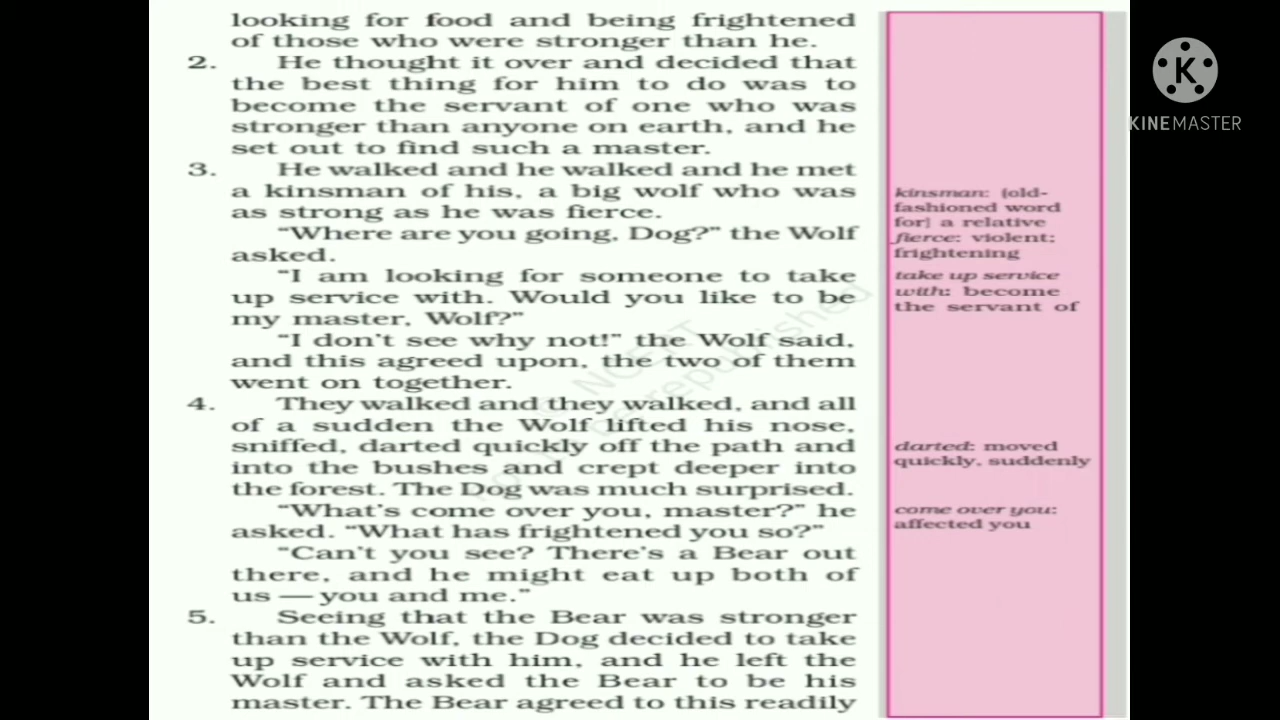 looking for food and being frightened
of those who were stronger than he.
2. He thought it over and decided that
the best thing for him to do was to
become the servant of one who was
stronger than anyone on earth, and he
set out to find such a master.
3. He walked and he walked and he met
a kinsman of his, a big wolf who was
as strong as he was fierce.
“Where are you going, Dog?” the Wolf
asked.
“I am looking for someone to take
up service with. Would you like to be
my master, Wolf?”
“I don't see why not!” the Wolf said,
and this agreed upon, the two of them
went on together.
4. They walked and they walked, and all
of a sudden the Wolf lifted his nose,
sniffed, darted quickly off the path and
into the bushes and crept deeper into
the forest. The Dog was much surprised.
“What's come over you, master?” he
asked. “What has frightened you so?”
“Can't you see? There's a Bear out
there, and he might eat up both of
us — you and me.”
5. Seeing that the Bear was stronger
than the Wolf, the Dog decided to take
up service with him, and he left the
Wolf and asked the Bear to be his
master. The Bear agreed to this readily
kinsman: (old-
fashioned word
for) a relative
fierce: violent;
frightening
take up service
with: become
the servant of
darted: moved
quickly, suddenly
come over you:
affected you
K
KINEMASTER